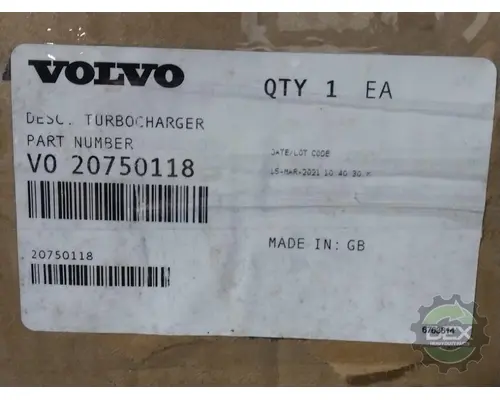 VOLVO
QTY 1 EA
DESC. TURBOCHARGER
PART NUMBER
VO 20750118
DATE/LOT CODE
15-MAR-2021 10 40 30
MADE IN: GB
20750118
DEX